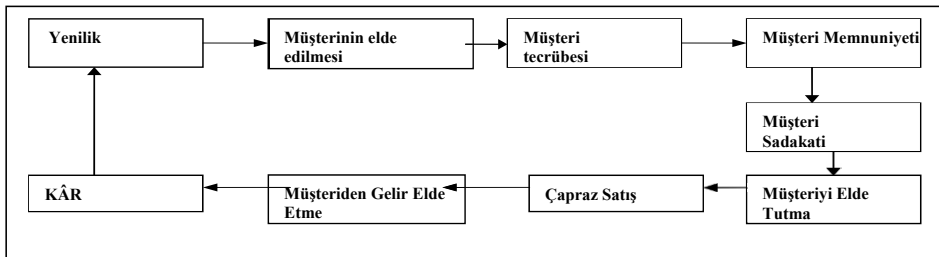 Yenilik
Müşterinin elde
edilmesi
Müşteri
tecrübesi
Müşteri Memnuniyeti
Müşteri
Sadakati
Müşteriyi Elde
Tutma
Çapraz Satış
Müşteriden Gelir Elde
Etme
KÂR